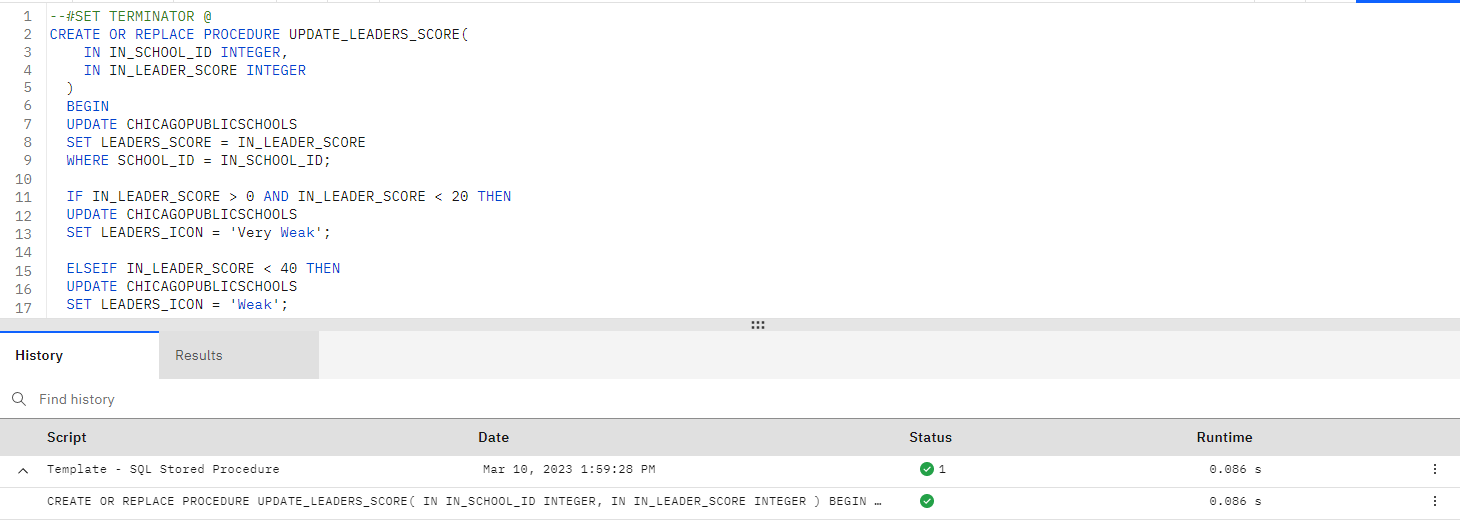 1 --#SET TERMINATOR @
2 CREATE OR REPLACE PROCEDURE UPDATE_LEADERS_SCORE(
3 IN IN_SCHOOL_ID INTEGER,
4 IN IN_LEADER_SCORE INTEGER
5 )
6 BEGIN
7 UPDATE CHICAGOPUBLICSCHOOLS
8 SET LEADERS_SCORE = IN_LEADER_SCORE
9 WHERE SCHOOL_ID = IN_SCHOOL_ID;
10
11 IF IN_LEADER_SCORE > 0 AND IN_LEADER_SCORE < 20 THEN
12 UPDATE CHICAGOPUBLICSCHOOLS
13 SET LEADERS_ICON = 'Very Weak';
14
15 ELSEIF IN_LEADER_SCORE < 40 THEN
16 UPDATE CHICAGOPUBLICSCHOOLS
17 SET LEADERS_ICON = 'Weak';
History Results
Find history
Script Date Status Runtime
Template - SQL Stored Procedure Mar 10, 2023 1:59:28 PM 1 0.086 s
CREATE OR REPLACE PROCEDURE UPDATE_LEADERS_SCORE( IN IN_SCHOOL_ID INTEGER, IN IN_LEADER_SCORE INTEGER ) BEGIN … 0.086 s